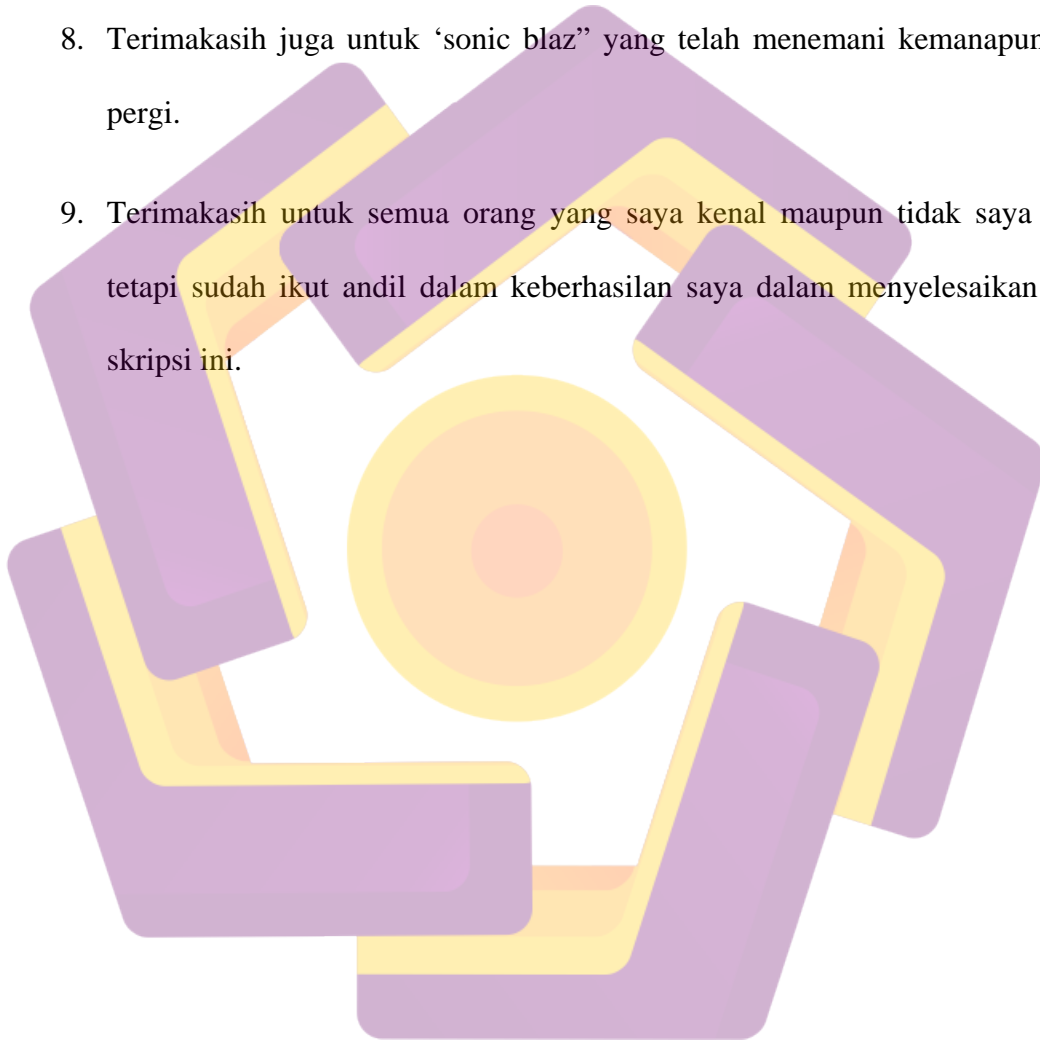 8. Terimakasih juga untuk ‘sonic blaz” yang telah menemani kemanapun
pergi.
9. Terimakasih untuk semua orang yang saya kenal maupun tidak saya
tetapi sudah ikut andil dalam keberhasilan saya dalam menyelesaikan
skripsi ini.